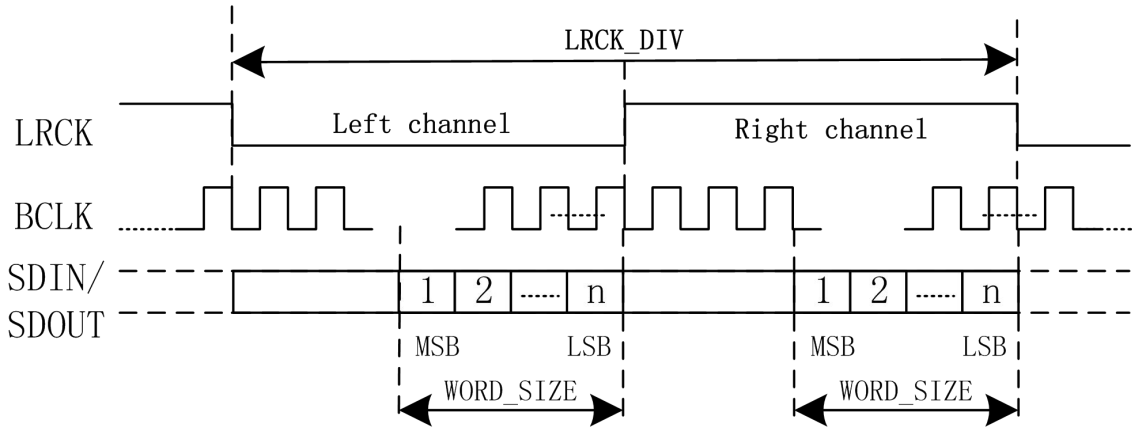 LRCK_DIV
LRCK
Left channel
Right channel
BCLK
SDIN/
SDOUT
1 2 n 1 2 n
MSB LSB MSB LSB
WORD_SIZE WORD_SIZE